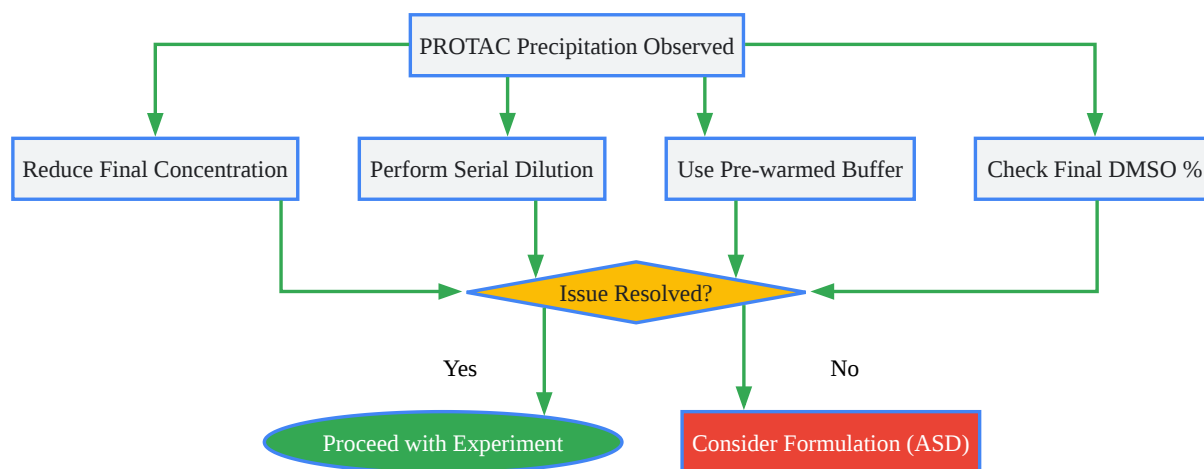 PROTAC Precipitation Observed
Reduce Final Concentration
Perform Serial Dilution
Use Pre-warmed Buffer
Check Final DMSO %
Issue Resolved?
Yes
No
Proceed with Experiment
Consider Formulation (ASD)